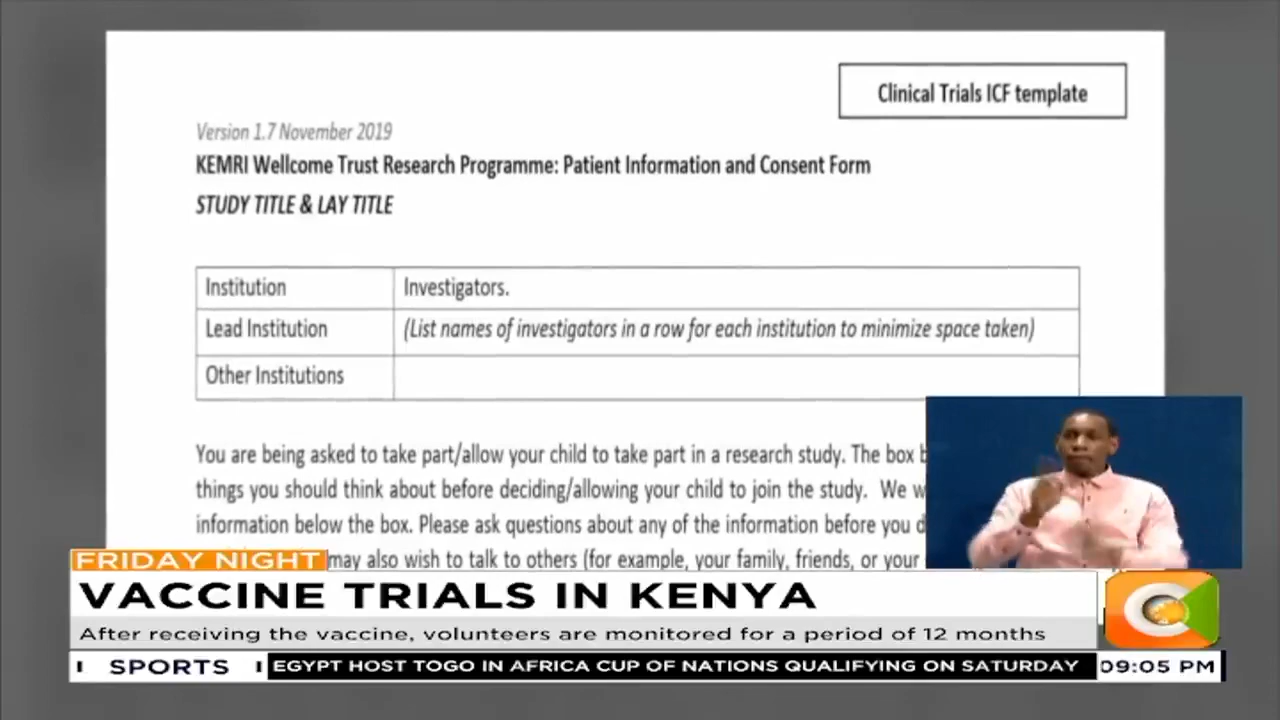 Clinical Trials ICF template
Version 1.7 November 2019
KEMRI Wellcome Trust Research Programme: Patient Information and Consent Form
STUDY TITLE & LAY TITLE
Institution
Investigators.
Lead Institution
(List names of investigators in a row for each institution to minimize space taken)
Other Institutions
You are being asked to take part/allow your child to take part in a research study. The box
things you should think about before deciding/allowing your child to join the study. We
information below the box. Please ask questions about any of the information before you
may also wish to talk to others (for example, your family, friends, or your
FRIDAY NIGHT
VACCINE TRIALS IN KENYA
After receiving the vaccine, volunteers are monitored for a period of 12 months
SPORTS
EGYPT HOST TOGO IN AFRICA CUP OF NATIONS QUALIFYING ON SATURDAY
09:05 PM